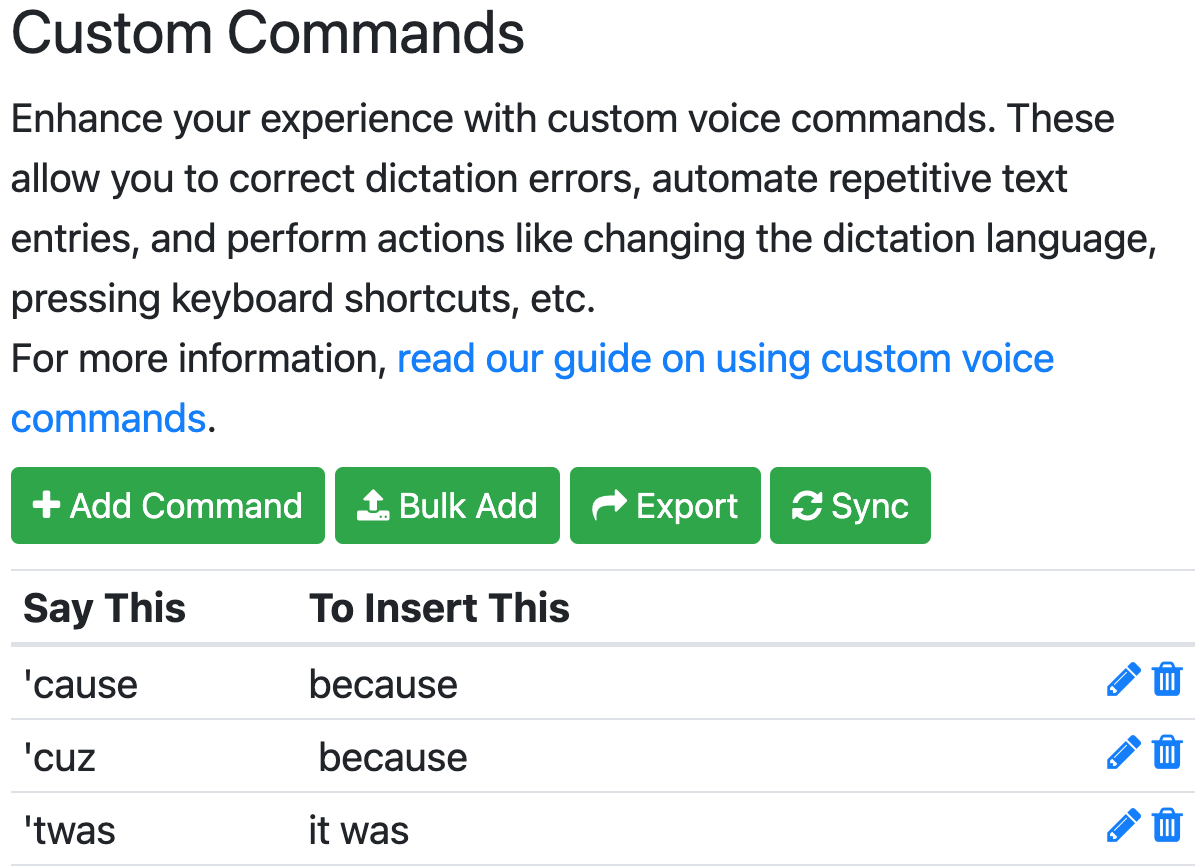 Custom Commands
Enhance your experience with custom voice commands. These
allow you to correct dictation errors, automate repetitive text
entries, and perform actions like changing the dictation language,
pressing keyboard shortcuts, etc.
For more information, read our guide on using custom voice
commands.
Add Command Bulk Add Export Sync
Say This To Insert This
'cause because
'cuz because
'twas it was